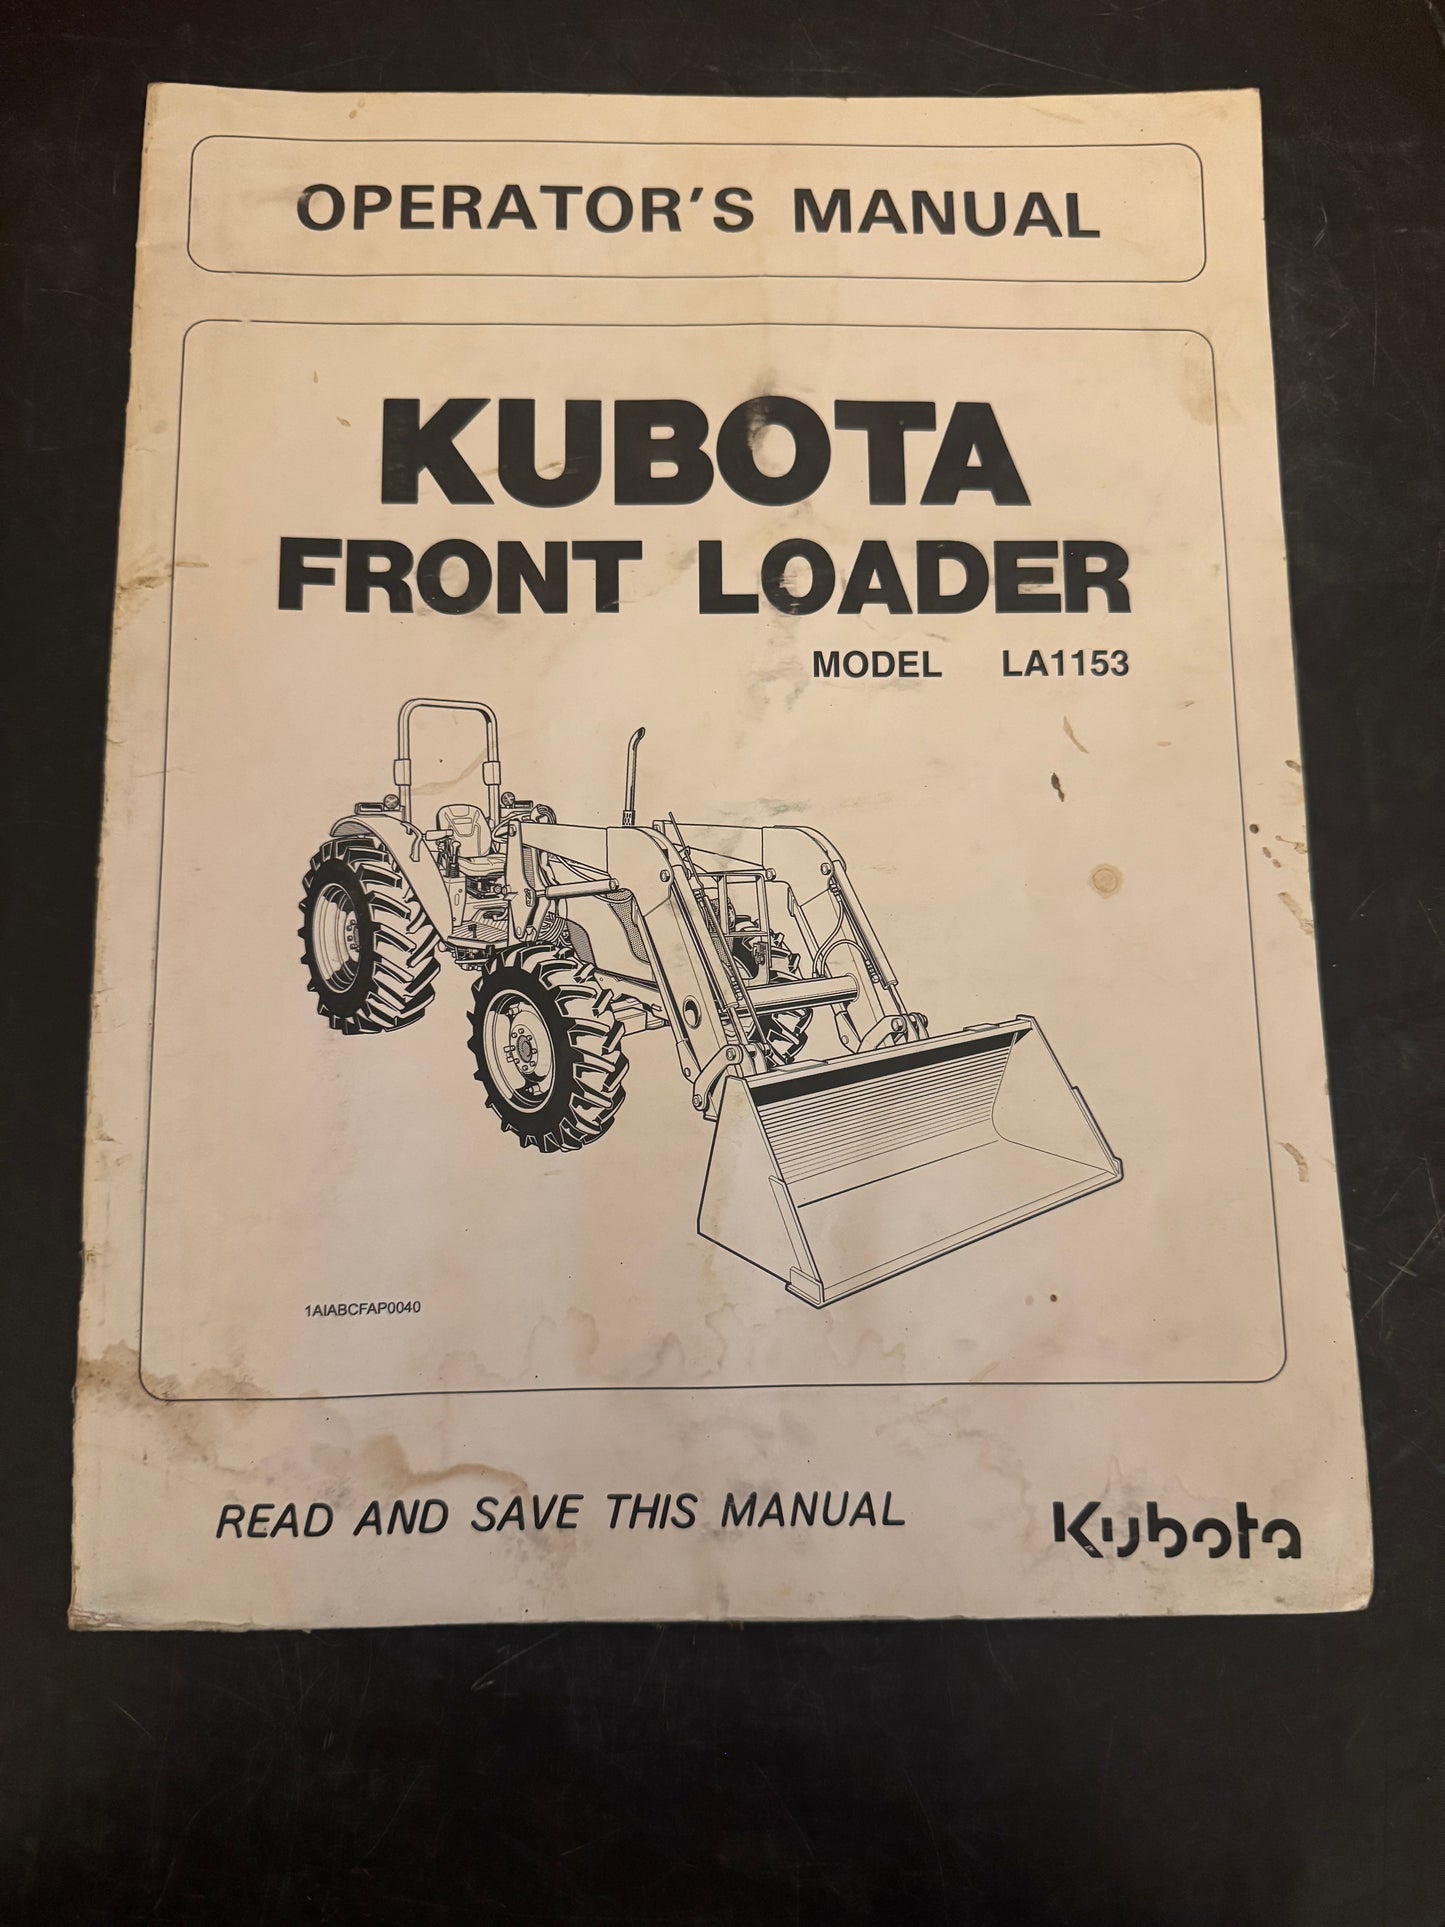 OPERATOR'S MANUAL
KUBOTA
FRONT LOADER
MODEL LA1153
1AIABCFAP0040
READ AND SAVE THIS MANUAL
Kubota